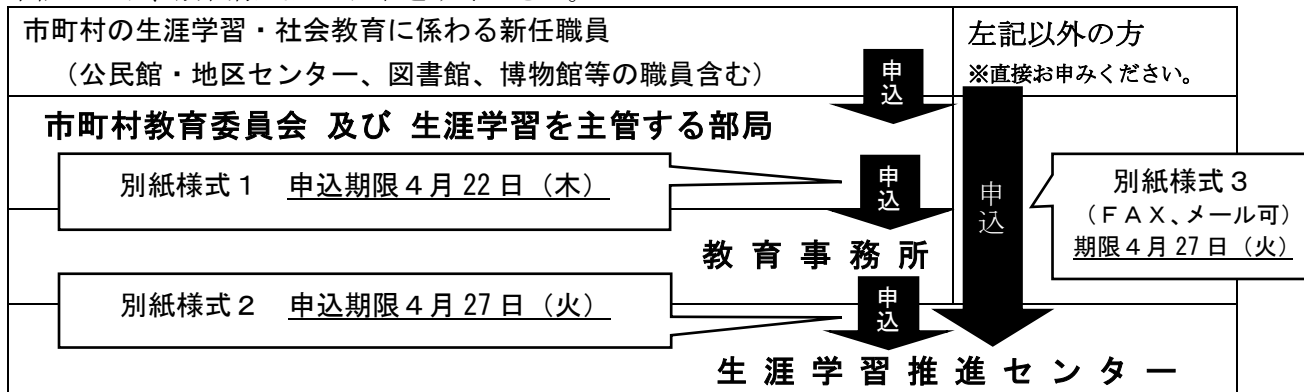 市町村の生涯学習・社会教育に係わる新任職員
（公民館・地区センター、図書館、博物館等の職員含む）
申込
左記以外の方
※直接お申みください。
市町村教育委員会 及び 生涯学習を主管する部局
別紙様式１ 申込期限４月 22 日（木）
申込
申込
別紙様式３
（ＦＡＸ、メール可）
期限４月 27 日（火）
教 育 事 務 所
別紙様式２ 申込期限４月 27 日（火）
申込
生 涯 学 習 推 進 セ ン タ ー